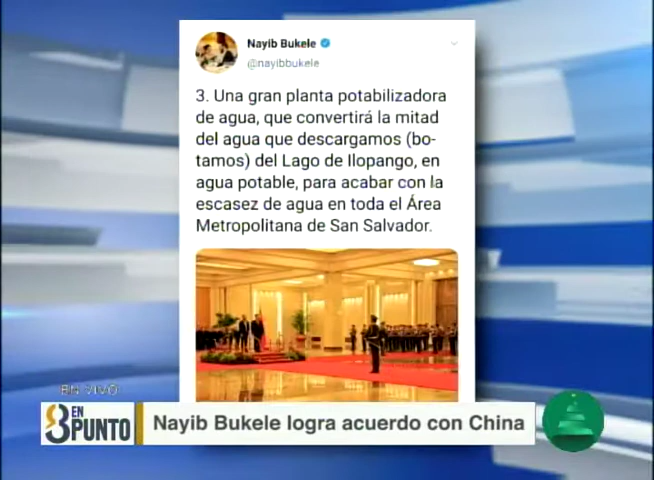 Nayib Bukele
@nayibbukele
3. Una gran planta potabilizadora
de agua, que convertirá la mitad
del agua que descargamos (bo-
tamos) del Lago de Ilopango, en
agua potable, para acabar con la
escasez de agua en toda el Área
Metropolitana de San Salvador.
EN VIVO
8 EN PUNTO
Nayib Bukele logra acuerdo con China